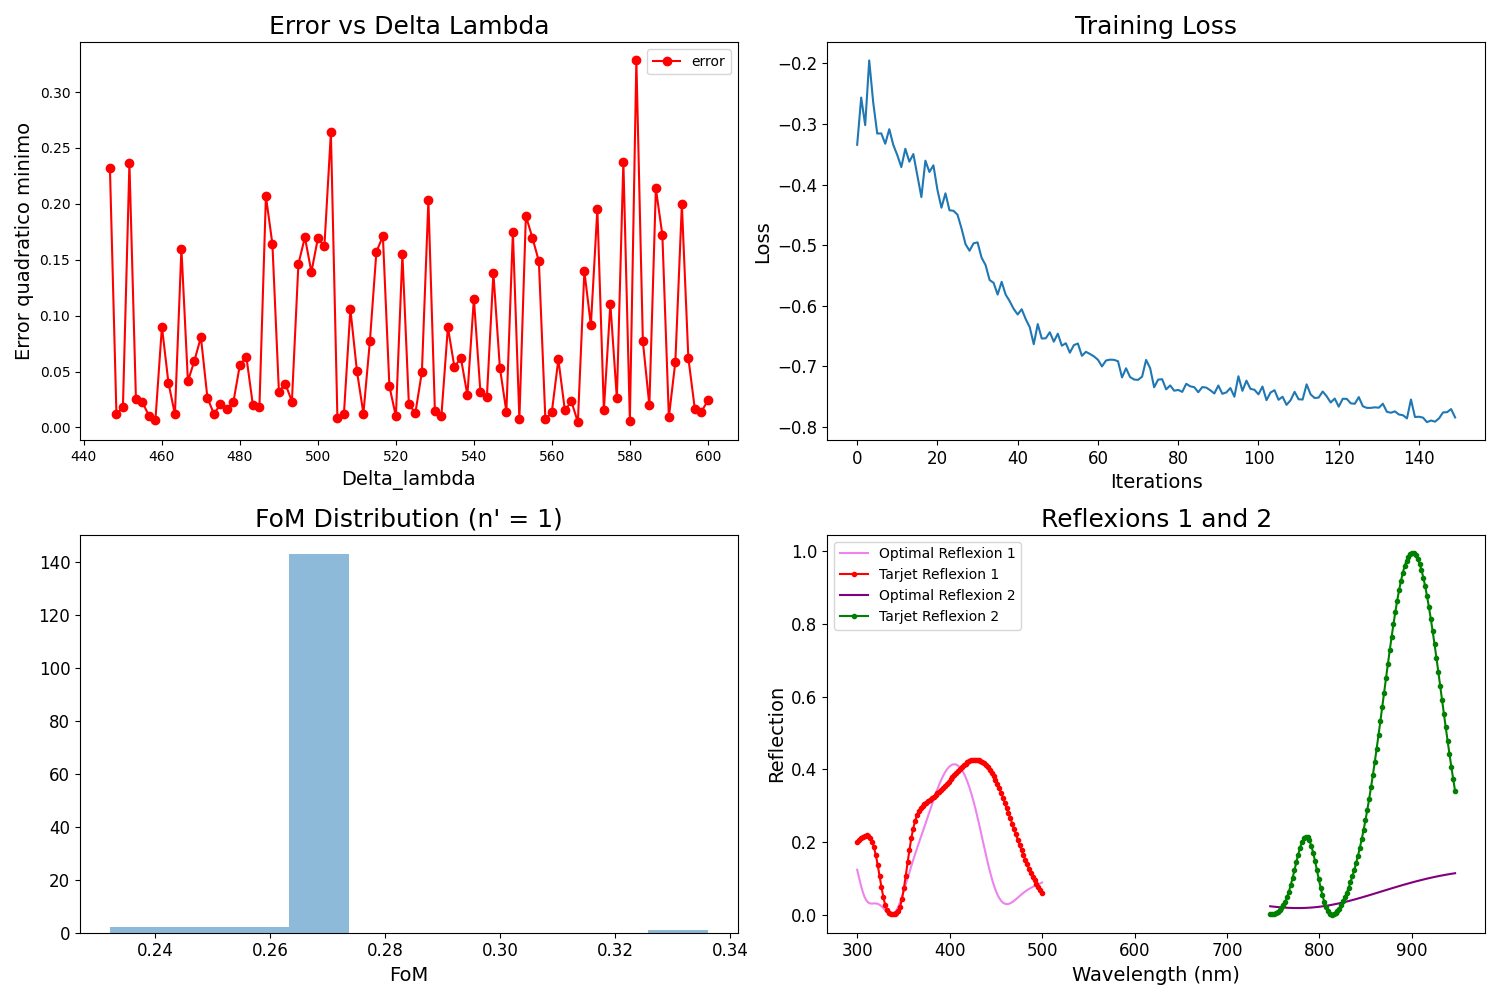 Error vs Delta Lambda
Error quadratico minimo
0.30
0.25
0.20
0.15
0.10
0.05
0.00
error
440 460 480 500 520 540 560 580 600
Delta_lambda
Training Loss
Loss
−0.2
−0.3
−0.4
−0.5
−0.6
−0.7
−0.8
0 20 40 60 80 100 120 140
Iterations
FoM Distribution (n' = 1)
140
120
100
80
60
40
20
0
0.24 0.26 0.28 0.30 0.32 0.34
FoM
Reflexions 1 and 2
Reflection
1.0
0.8
0.6
0.4
0.2
0.0
Optimal Reflexion 1
Tarjet Reflexion 1
Optimal Reflexion 2
Tarjet Reflexion 2
300 400 500 600 700 800 900
Wavelength (nm)